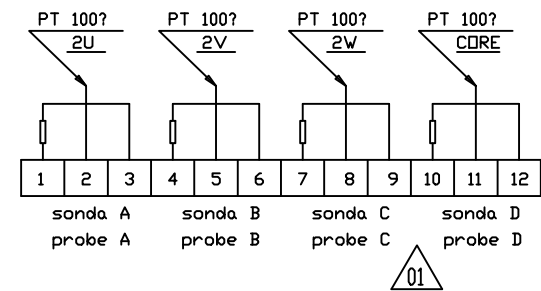 PT 100? PT 100? PT 100? PT 100?
2U 2V 2W CORE
1 2 3 4 5 6 7 8 9 10 11 12
sonda A sonda B sonda C sonda D
probe A probe B probe C probe D
01